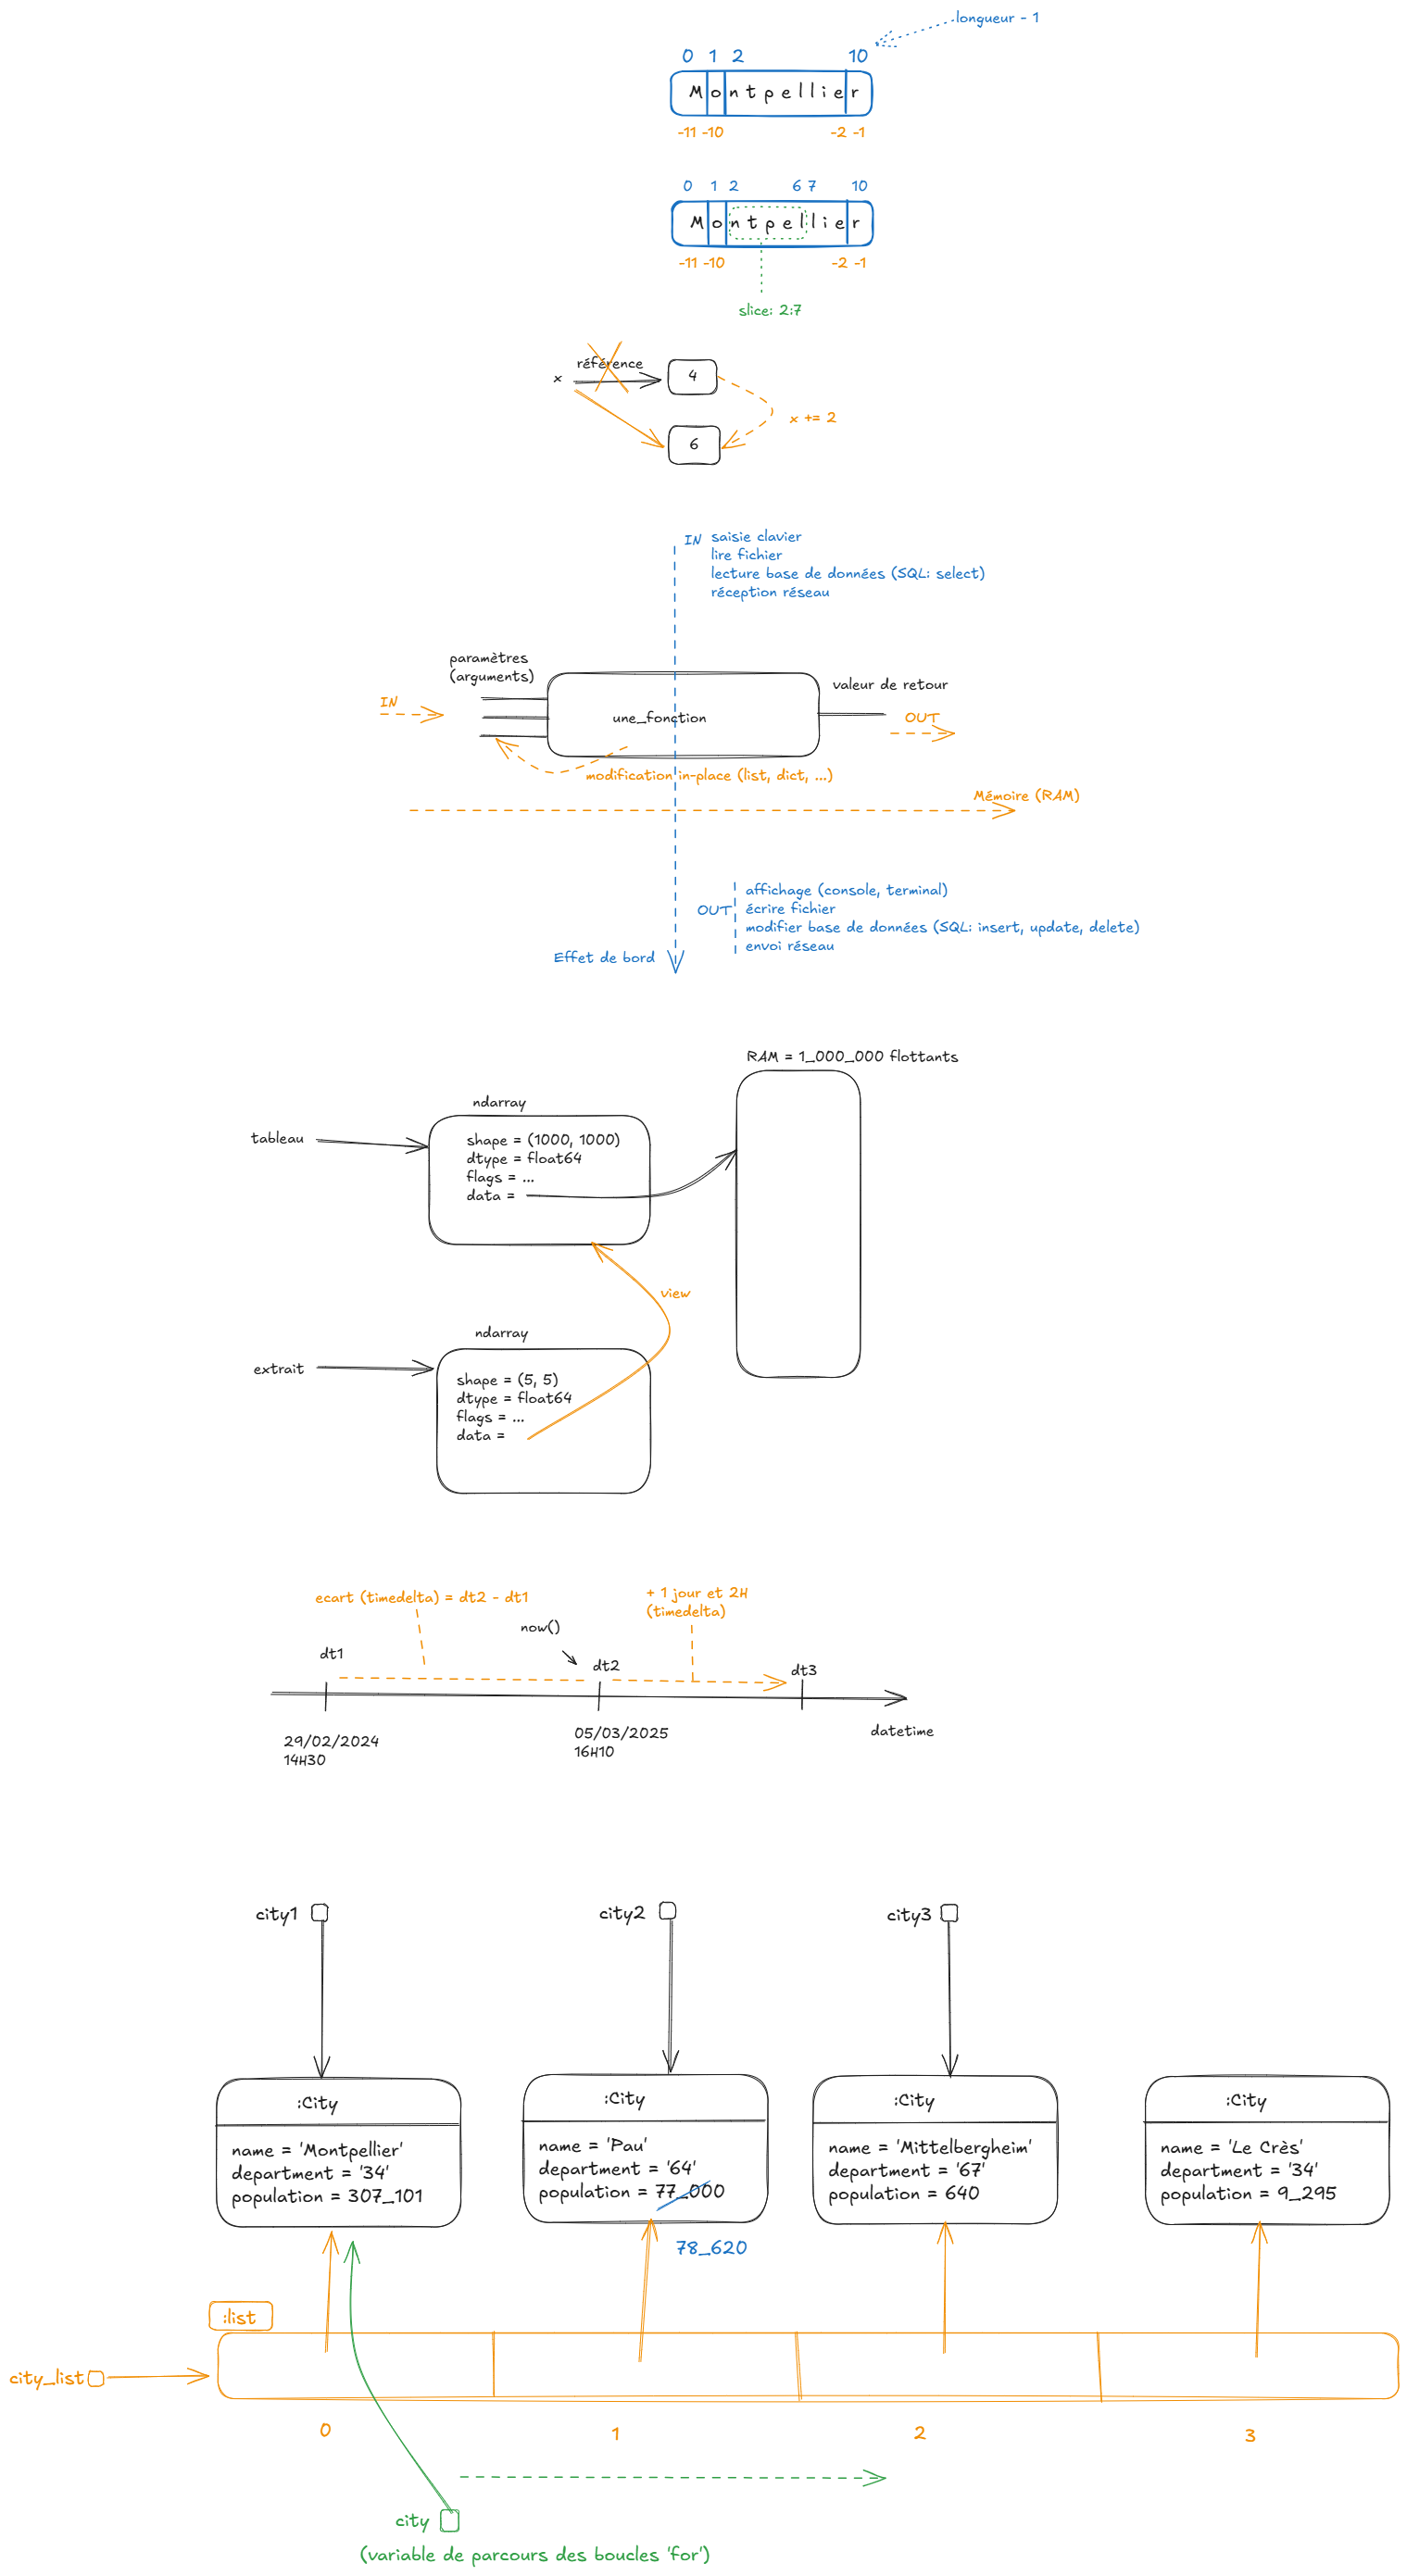 longueur - 1
0 1 2 10
Montpellier
-11 -10 -2 -1
0 1 2 6 7 10
Montpellier
-11 -10 -2 -1
slice: 2:7
référence
x
4
x += 2
6
IN
saisie clavier
lire fichier
lecture base de données (SQL: select)
réception réseau
paramètres
(arguments)
valeur de retour
IN
une_fonction
OUT
modification in-place (list, dict, ...)
Mémoire (RAM)
OUT
affichage (console, terminal)
écrire fichier
modifier base de données (SQL: insert, update, delete)
envoi réseau
Effet de bord
RAM = 1_000_000 flottants
ndarray
tableau
shape = (1000, 1000)
dtype = float64
flags = ...
data =
view
ndarray
extrait
shape = (5, 5)
dtype = float64
flags = ...
data =
ecart (timedelta) = dt2 - dt1
+ 1 jour et 2H
(timedelta)
now()
dt1
dt2
dt3
29/02/2024
14H30
05/03/2025
16H10
datetime
city1
city2
city3
:City
name = 'Montpellier'
department = '34'
population = 307_101
:City
name = 'Pau'
department = '64'
population = 77_000
78_620
:City
name = 'Mittelbergheim'
department = '67'
population = 640
:City
name = 'Le Crès'
department = '34'
population = 9_295
:list
city_list
0 1 2 3
city
(variable de parcours des boucles 'for')